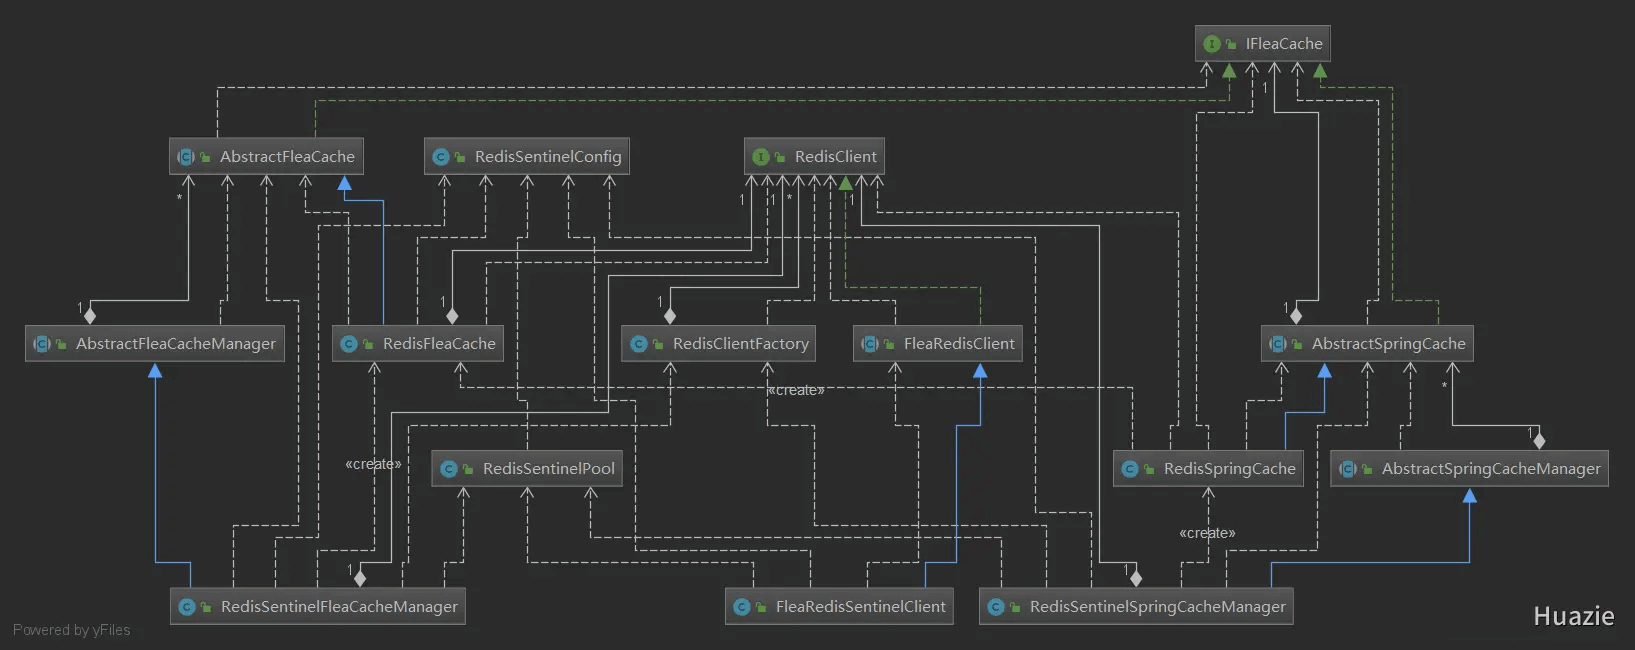 IFleaCache
1
AbstractFleaCache
RedisSentinelConfig
RedisClient
*
1
1
*
1
1
1
1
1
AbstractFleaCacheManager
RedisFleaCache
RedisClientFactory
FleaRedisClient
AbstractSpringCache
«create»
*
1
«create»
RedisSentinelPool
RedisSpringCache
AbstractSpringCacheManager
«create»
1
1
RedisSentinelFleaCacheManager
FleaRedisSentinelClient
RedisSentinelSpringCacheManager
Huazie
Powered by yFiles